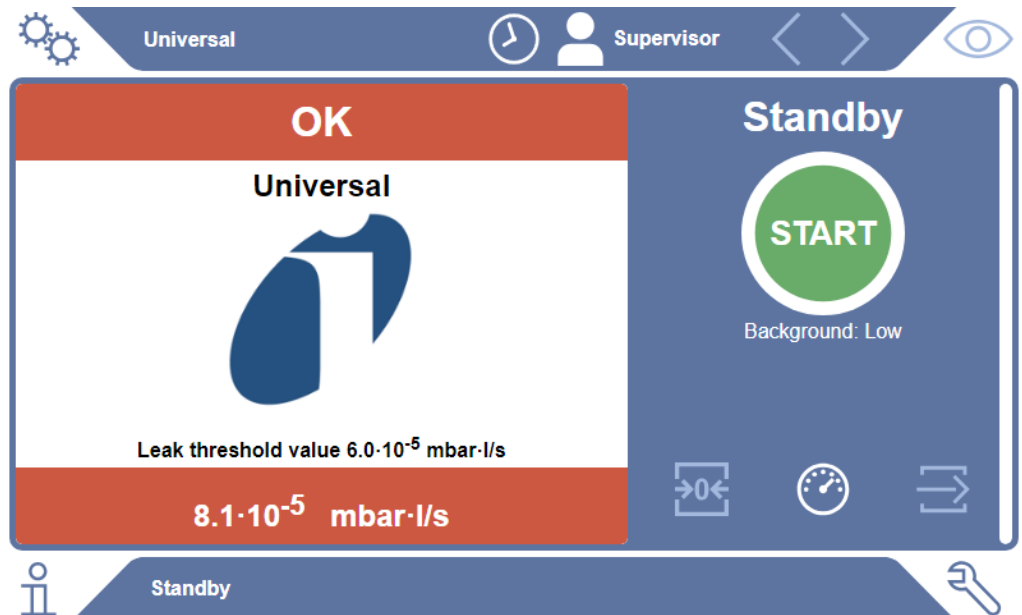 Universal
Supervisor
OK
Universal
Leak threshold value 6.0·10⁻⁵ mbar·l/s
8.1·10⁻⁵ mbar·l/s
Standby
START
Background: Low
→0←
Standby